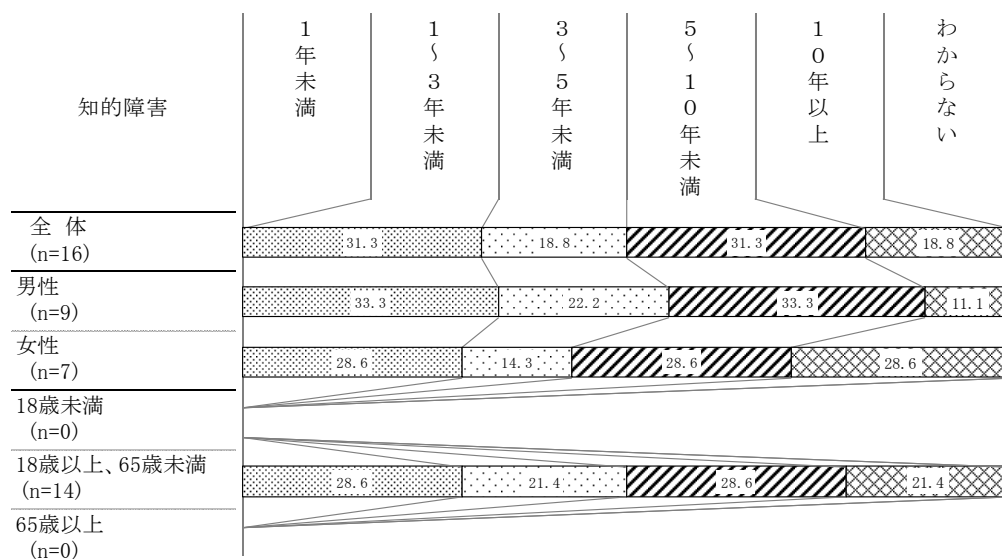 知的障害
1年未満
1～3年未満
3～5年未満
5～10年未満
10年以上
わからない
全 体
(n=16)
31.3 18.8 31.3 18.8
男性
(n=9)
33.3 22.2 33.3 11.1
女性
(n=7)
28.6 14.3 28.6 28.6
18歳未満
(n=0)
18歳以上、65歳未満
(n=14)
28.6 21.4 28.6 21.4
65歳以上
(n=0)